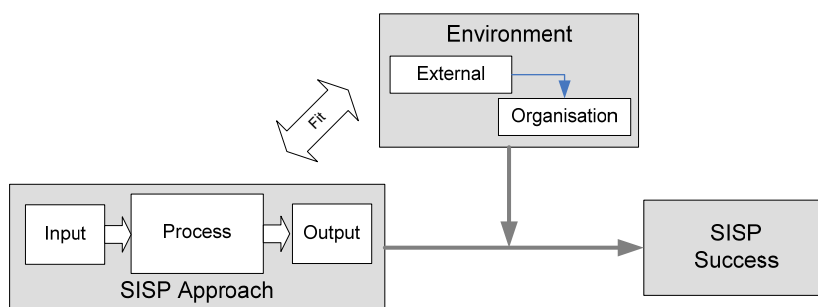 Environment
External
Organisation
Fit
Input
Process
Output
SISP Approach
SISP
Success